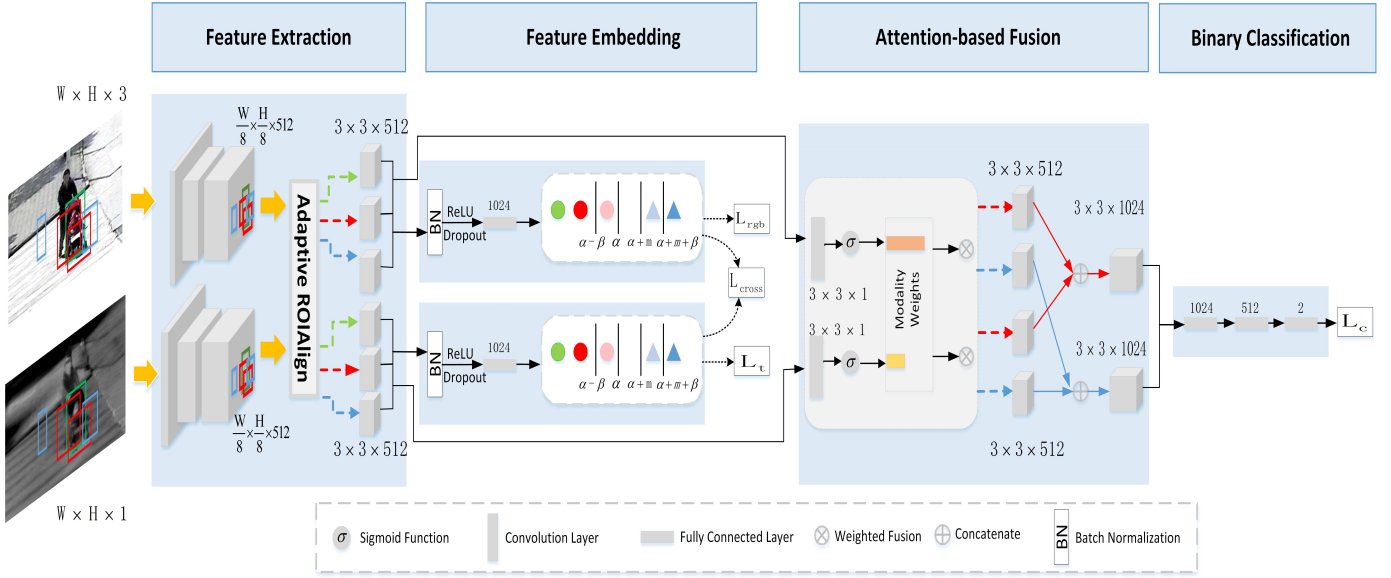 Feature Extraction
Feature Embedding
Attention-based Fusion
Binary Classification
W × H × 3
W/8 × H/8 ×512
3 × 3 × 512
Adaptive ROIAlign
W/8 × H/8 ×512
3 × 3 × 512
W × H × 1
BN
ReLU
Dropout
1024
α − β α α + m α + m + β
L_rgb
L_cross
BN
ReLU
Dropout
1024
α − β α α + m α + m + β
L_t
σ
3 × 3 × 1
3 × 3 × 1
σ
Modality
Weights
3 × 3 × 512
3 × 3 × 1024
3 × 3 × 1024
3 × 3 × 512
1024
512
2
L_c
σ Sigmoid Function
Convolution Layer
Fully Connected Layer
Weighted Fusion
Concatenate
BN Batch Normalization